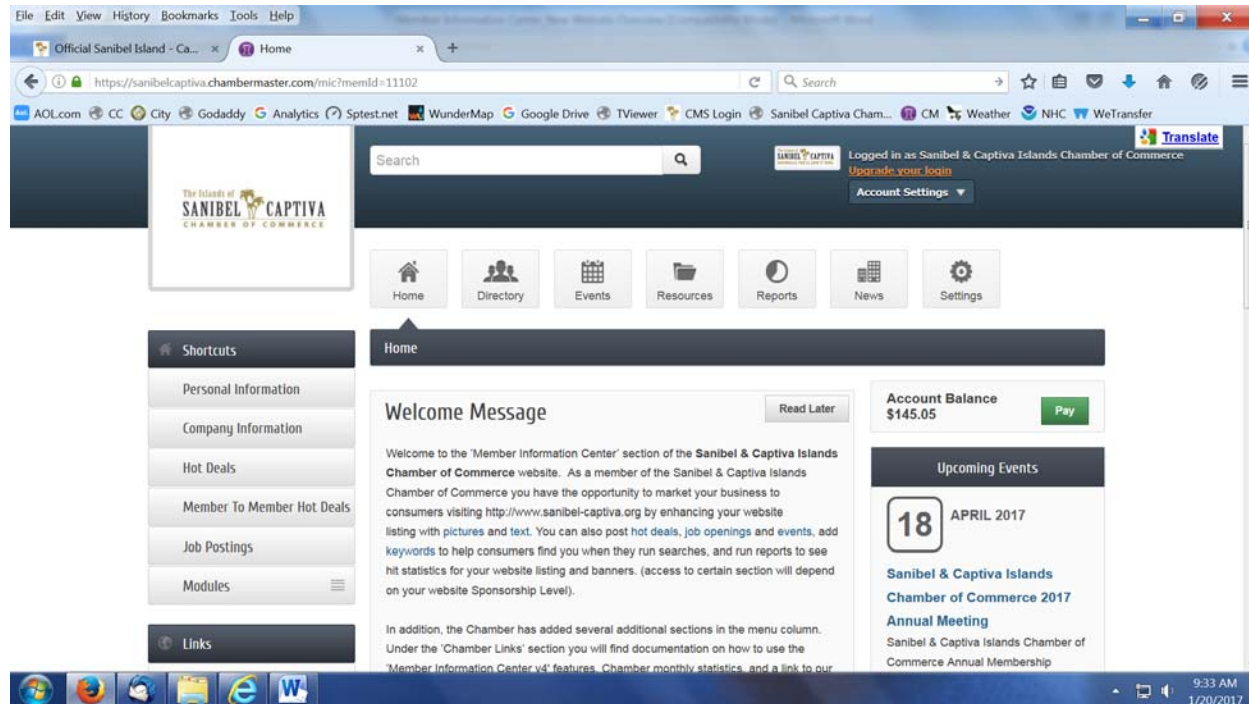 File Edit View History Bookmarks Tools Help
Official Sanibel Island - Ca... × Home × +
https://sanibelcaptiva.chambermaster.com/mic?memId=11102 Search
AOL.com CC City Godaddy Analytics Sptest.net WunderMap Google Drive TViewer CMS Login Sanibel Captiva Cham... CM Weather NHC WeTransfer
Translate
Search
Logged in as Sanibel & Captiva Islands Chamber of Commerce
Upgrade your login
Account Settings
The Islands of
SANIBEL CAPTIVA
CHAMBER OF COMMERCE
Home Directory Events Resources Reports News Settings
Shortcuts
Personal Information
Company Information
Hot Deals
Member To Member Hot Deals
Job Postings
Modules
Links
Home
Welcome Message Read Later
Welcome to the 'Member Information Center' section of the Sanibel & Captiva Islands
Chamber of Commerce website. As a member of the Sanibel & Captiva Islands
Chamber of Commerce you have the opportunity to market your business to
consumers visiting http://www.sanibel-captiva.org by enhancing your website
listing with pictures and text. You can also post hot deals, job openings and events, add
keywords to help consumers find you when they run searches, and run reports to see
hit statistics for your website listing and banners. (access to certain section will depend
on your website Sponsorship Level).
In addition, the Chamber has added several additional sections in the menu column.
Under the 'Chamber Links' section you will find documentation on how to use the
'Member Information Center v4' features, Chamber monthly statistics, and a link to our
Account Balance
$145.05 Pay
Upcoming Events
18 APRIL 2017
Sanibel & Captiva Islands
Chamber of Commerce 2017
Annual Meeting
Sanibel & Captiva Islands Chamber of
Commerce Annual Membership
9:33 AM
1/20/2017